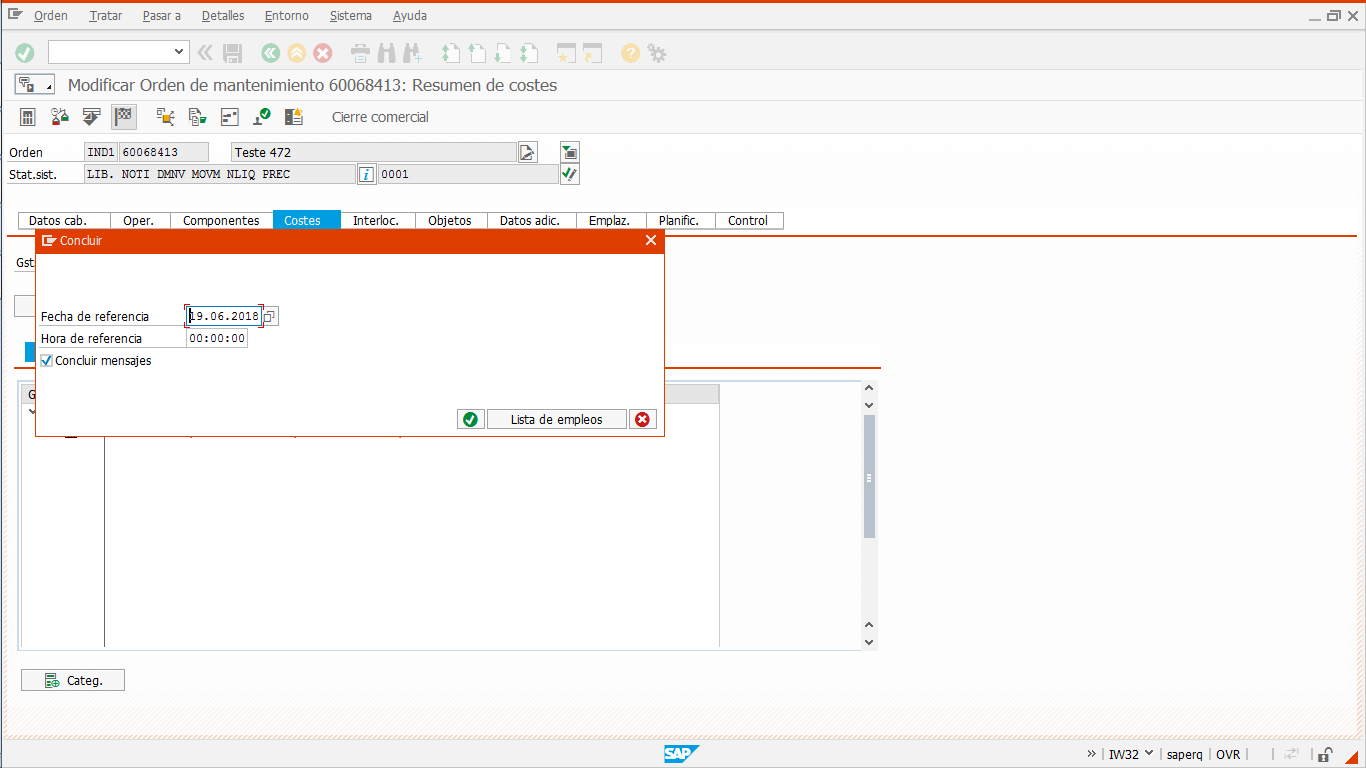 Orden Tratar Pasar a Detalles Entorno Sistema Ayuda
Modificar Orden de mantenimiento 60068413: Resumen de costes
Cierre comercial
Orden IND1 60068413 Teste 472
Stat.sist. LIB. NOTI DMNV MOVM NLIQ PREC 0001
Datos cab. Oper. Componentes Costes Interloc. Objetos Datos adic. Emplaz. Planific. Control
Concluir
Gst
Fecha de referencia 19.06.2018
Hora de referencia 00:00:00
Concluir mensajes
G
Lista de empleos
Categ.
SAP
IW32 saperq OVR